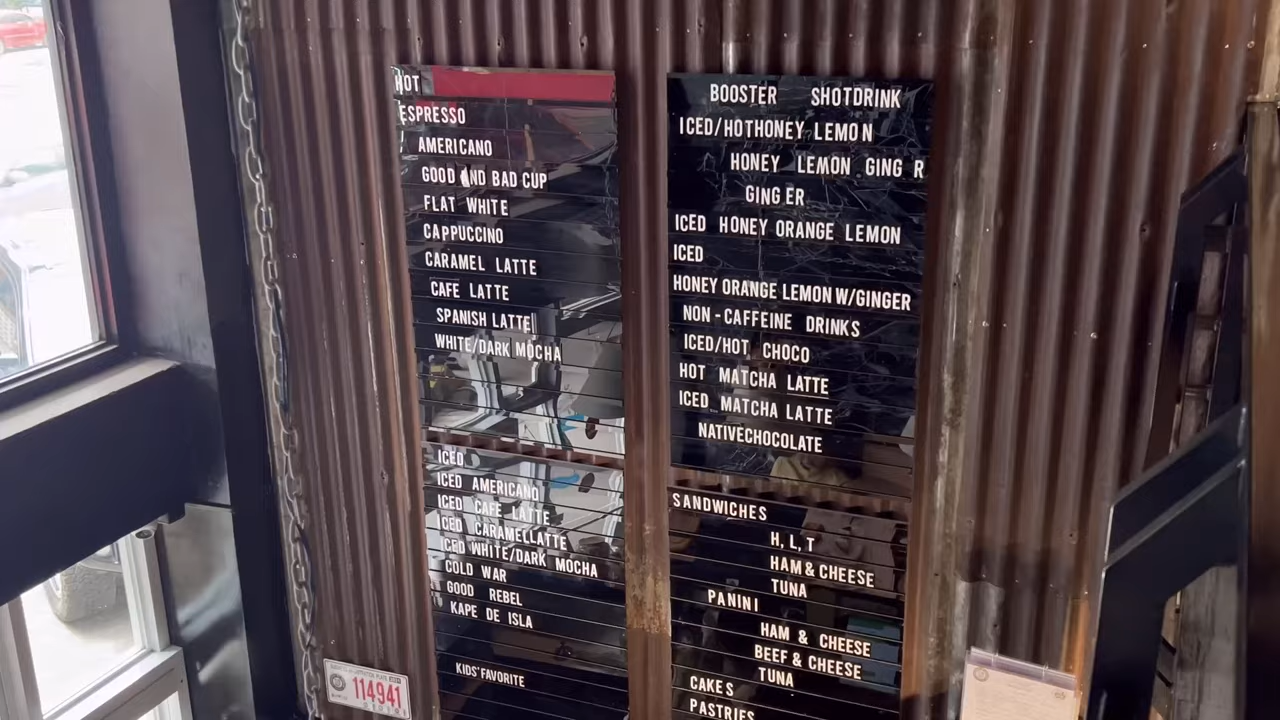 HOT
ESPRESSO
AMERICANO
GOOD AND BAD CUP
FLAT WHITE
CAPPUCCINO
CARAMEL LATTE
CAFE LATTE
SPANISH LATTE
WHITE/DARK MOCHA
ICED
ICED AMERICANO
ICED CAFE LATTE
ICED CARAMELLATTE
ICED WHITE/DARK MOCHA
COLD WAR
GOOD REBEL
KAPE DE ISLA
KIDS'FAVORITE
114941
BOOSTER SHOTDRINK
ICED/HOTHONEY LEMON
HONEY LEMON GING R
GINGER
ICED HONEY ORANGE LEMON
ICED
HONEY ORANGE LEMON W/GINGER
NON-CAFFEINE DRINKS
ICED/HOT CHOCO
HOT MATCHA LATTE
ICED MATCHA LATTE
NATIVECHOCOLATE
SANDWICHES
H, L, T
HAM & CHEESE
TUNA
PANINI
HAM & CHEESE
BEEF & CHEESE
TUNA
CAKES
PASTRIES